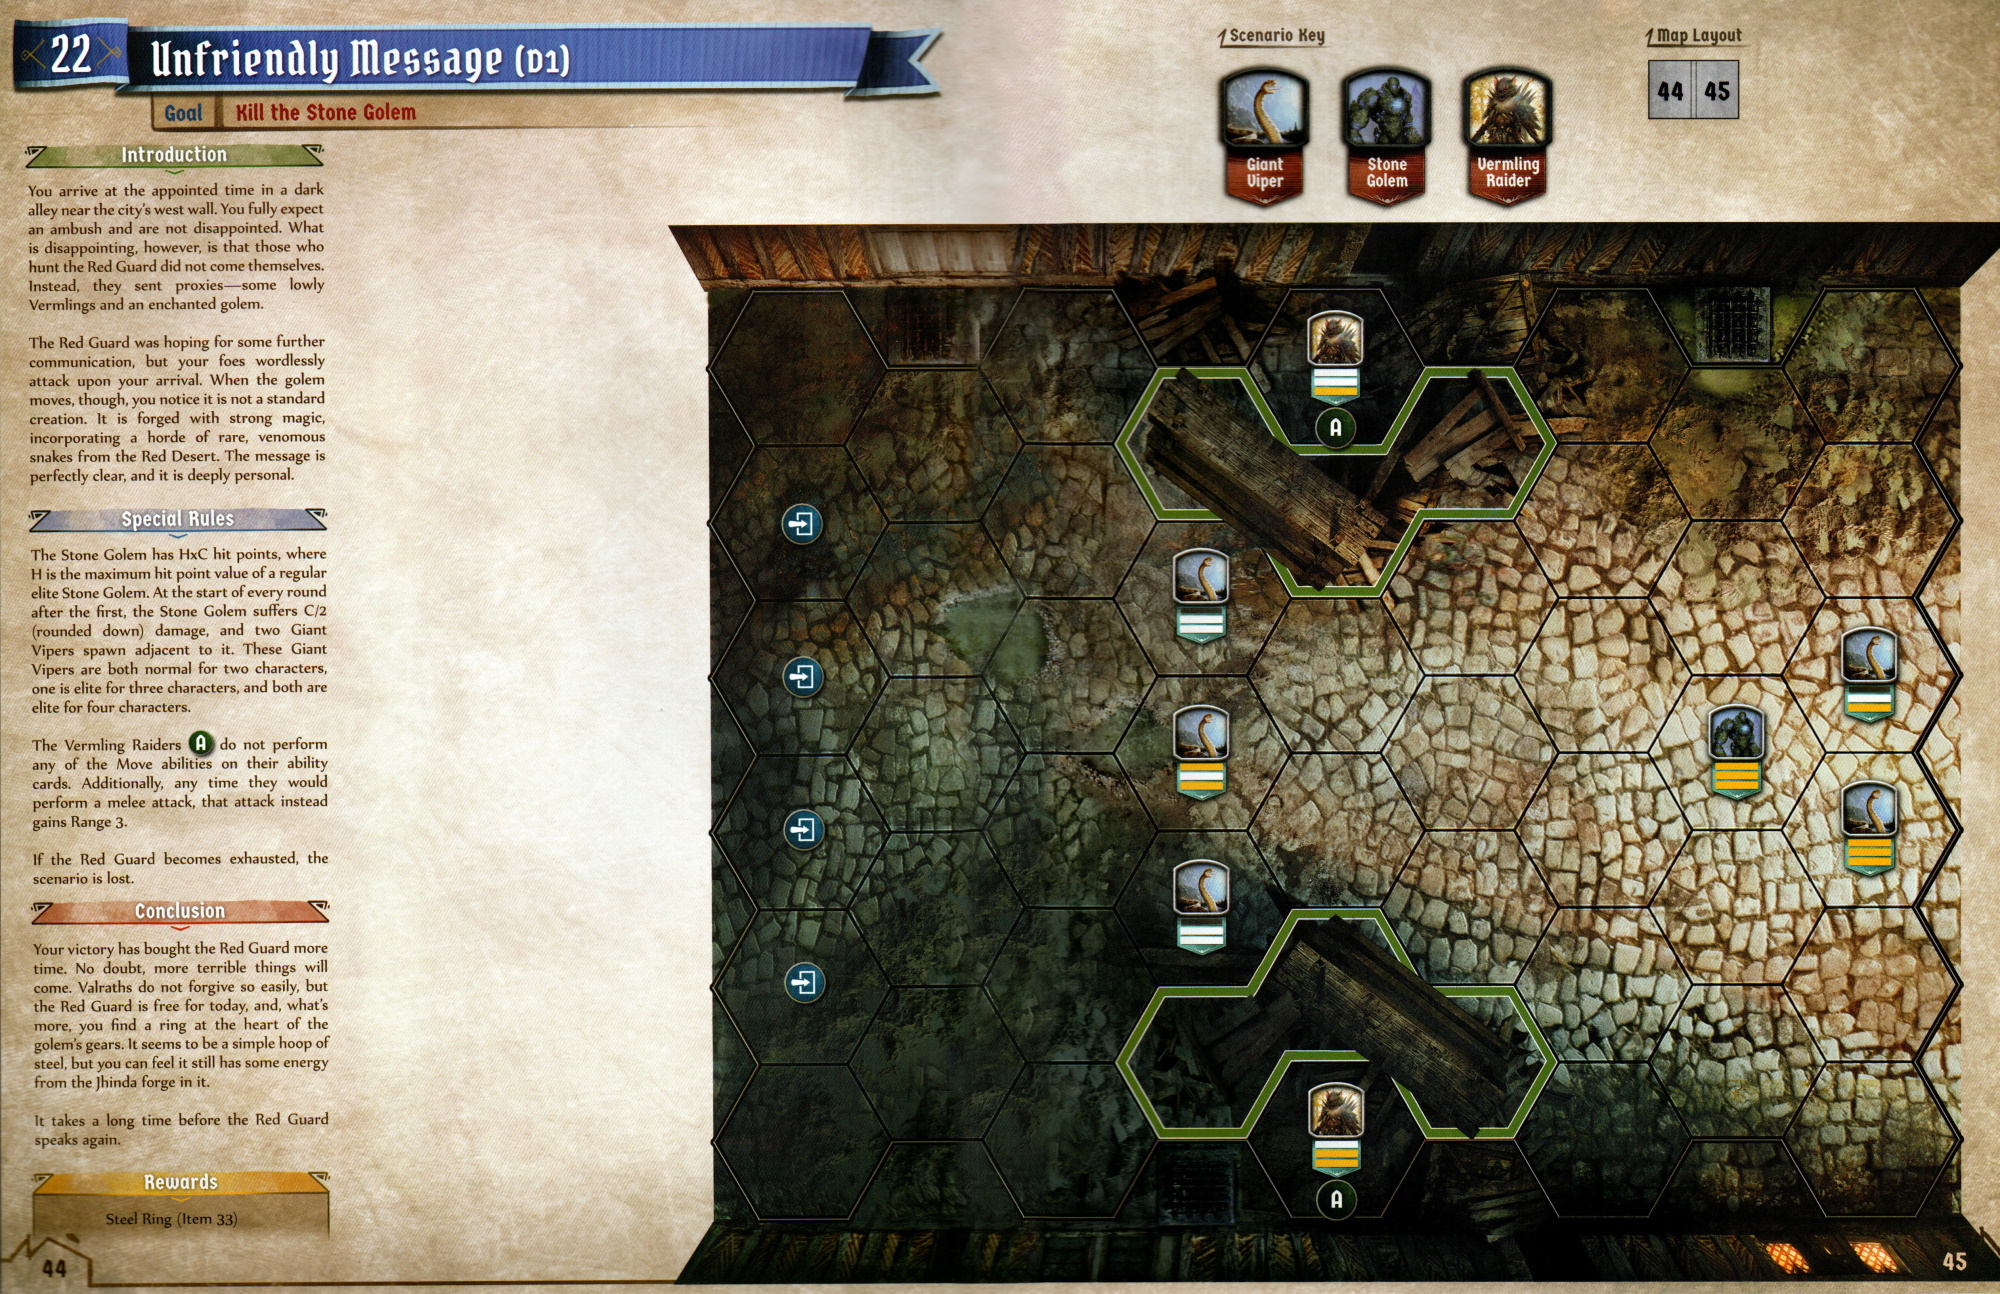 22
Unfriendly Message (D1)
Goal
Kill the Stone Golem
Introduction
You arrive at the appointed time in a dark
alley near the city's west wall. You fully expect
an ambush and are not disappointed. What
is disappointing, however, is that those who
hunt the Red Guard did not come themselves.
Instead, they sent proxies—some lowly
Vermlings and an enchanted golem.
The Red Guard was hoping for some further
communication, but your foes wordlessly
attack upon your arrival. When the golem
moves, though, you notice it is not a standard
creation. It is forged with strong magic,
incorporating a horde of rare, venomous
snakes from the Red Desert. The message is
perfectly clear, and it is deeply personal.
Special Rules
The Stone Golem has HxC hit points, where
H is the maximum hit point value of a regular
elite Stone Golem. At the start of every round
after the first, the Stone Golem suffers C/2
(rounded down) damage, and two Giant
Vipers spawn adjacent to it. These Giant
Vipers are both normal for two characters,
one is elite for three characters, and both are
elite for four characters.
The Vermling Raiders A do not perform
any of the Move abilities on their ability
cards. Additionally, any time they would
perform a melee attack, that attack instead
gains Range 3.
If the Red Guard becomes exhausted, the
scenario is lost.
Conclusion
Your victory has bought the Red Guard more
time. No doubt, more terrible things will
come. Valraths do not forgive so easily, but
the Red Guard is free for today, and, what's
more, you find a ring at the heart of the
golem's gears. It seems to be a simple hoop of
steel, but you can feel it still has some energy
from the Jhinda forge in it.
It takes a long time before the Red Guard
speaks again.
Rewards
Steel Ring (Item 33)
44
Scenario Key
Giant
Viper
Stone
Golem
Vermling
Raider
Map Layout
44 45
A
A
45